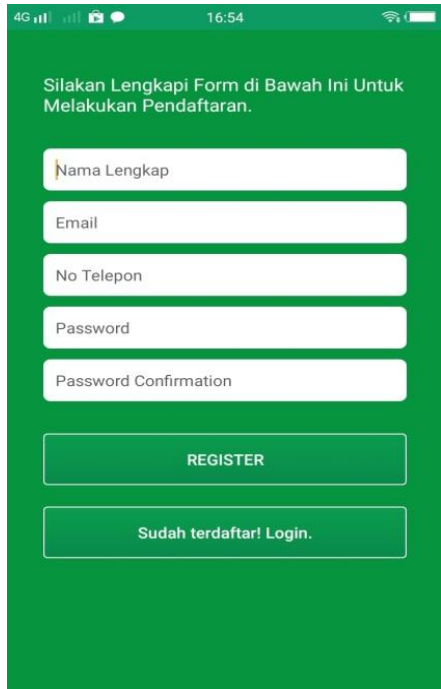 4G 16:54
Silakan Lengkapi Form di Bawah Ini Untuk
Melakukan Pendaftaran.
Nama Lengkap
Email
No Telepon
Password
Password Confirmation
REGISTER
Sudah terdaftar! Login.